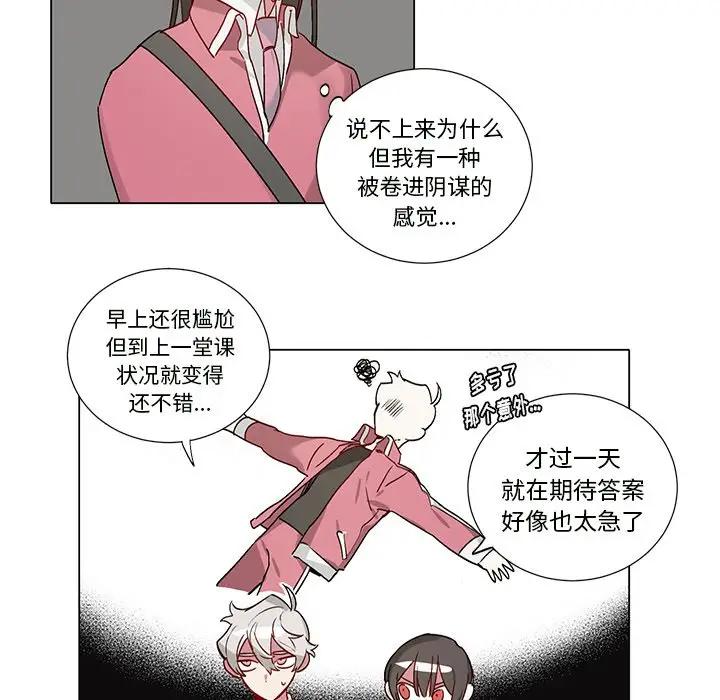 说不上来为什么
但我有一种
被卷进阴谋的
感觉...
早上还很尴尬
但到上一堂课
状况就变得
还不错...
多亏了
那个意外...
才过一天
就在期待答案
好像也太急了